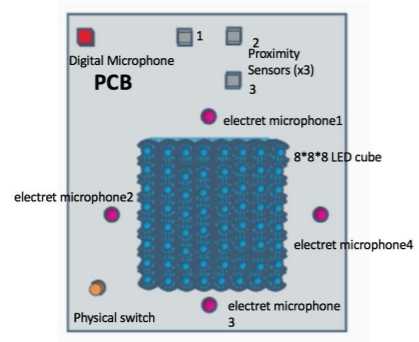 1
2
Digital Microphone
Proximity
Sensors (x3)
PCB
3
electret microphone1
8*8*8 LED cube
electret microphone2
electret microphone4
electret microphone
3
Physical switch